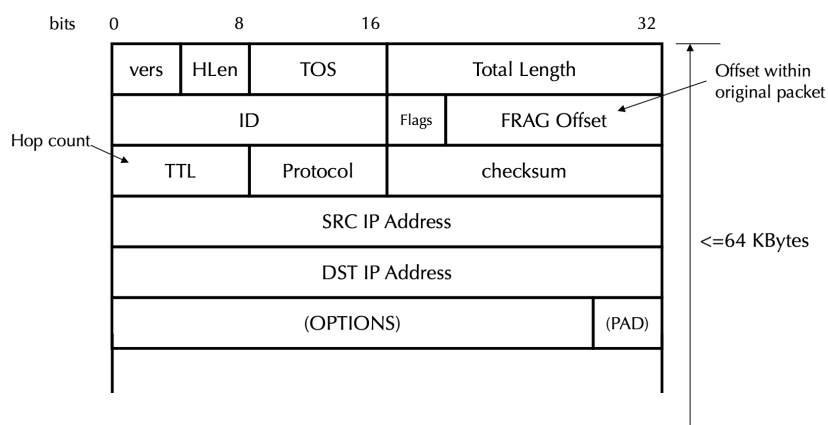 bits 0 8 16 32
vers HLen TOS Total Length
Offset within
original packet
ID Flags FRAG Offset
Hop count
TTL Protocol checksum
SRC IP Address
<=64 KBytes
DST IP Address
(OPTIONS) (PAD)